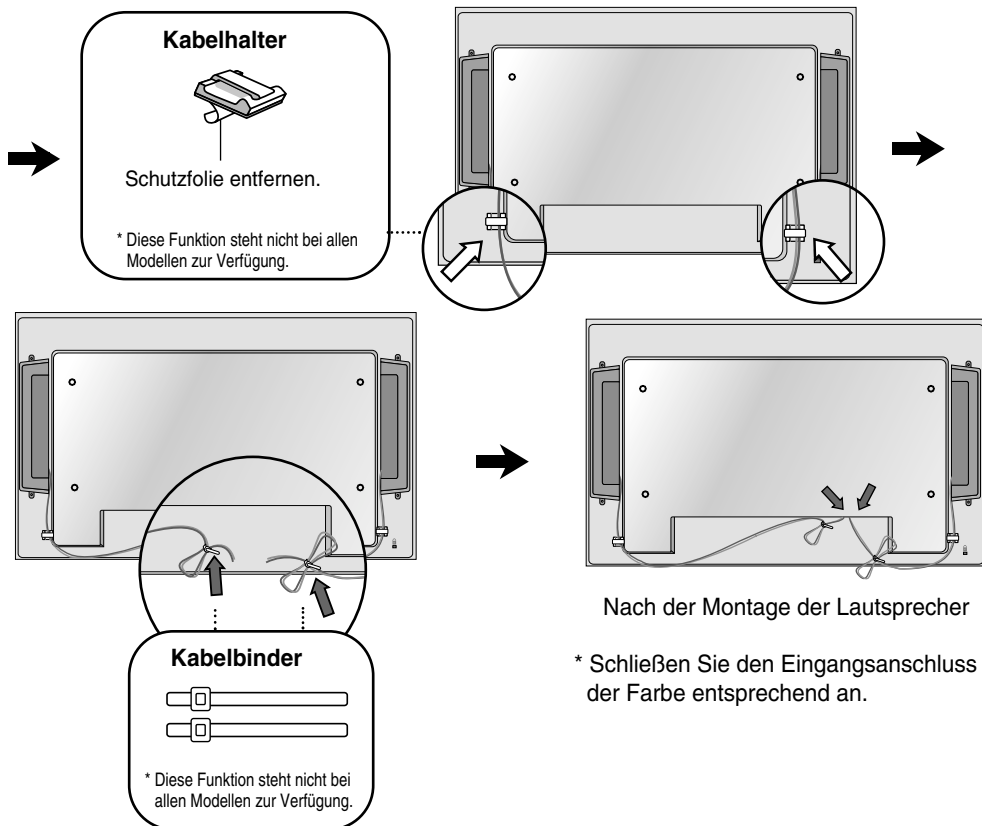 Kabelhalter
Schutzfolie entfernen.
* Diese Funktion steht nicht bei allen
Modellen zur Verfügung.
Kabelbinder
* Diese Funktion steht nicht bei
allen Modellen zur Verfügung.
Nach der Montage der Lautsprecher
* Schließen Sie den Eingangsanschluss
der Farbe entsprechend an.